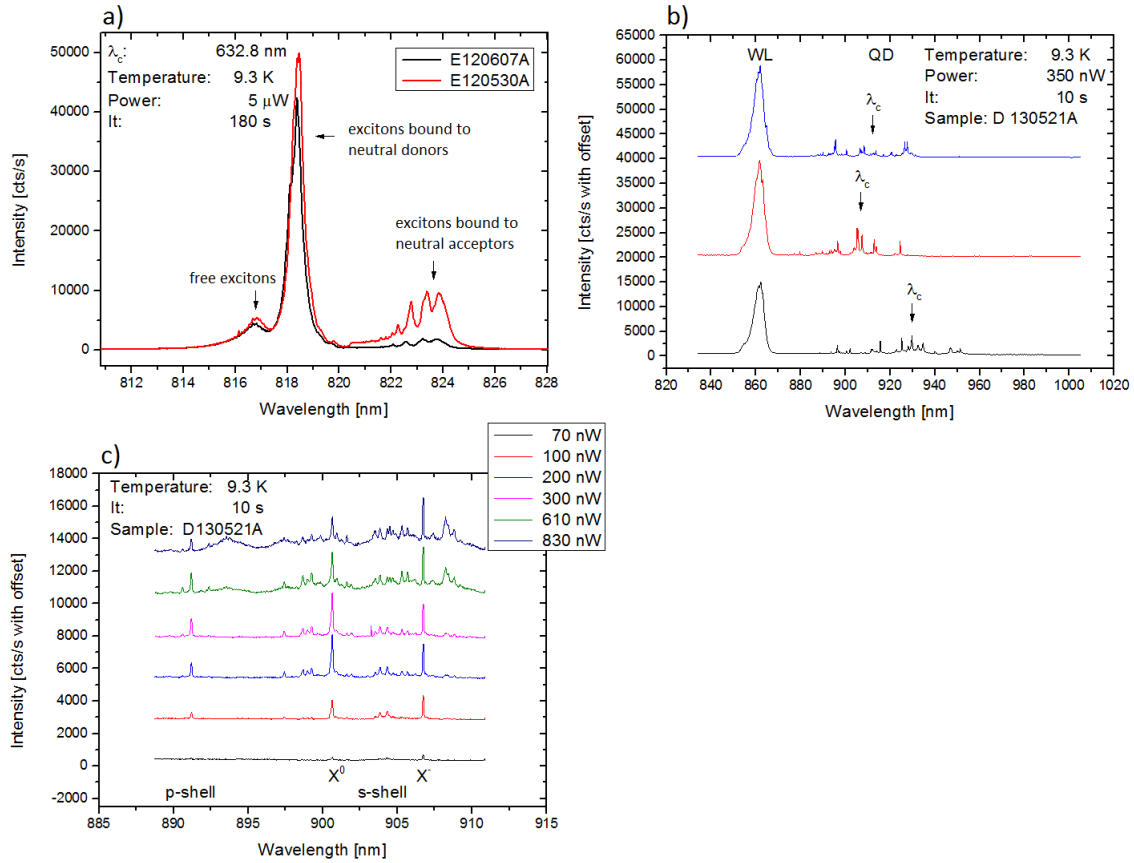 a)
λc: 632.8 nm
Temperature: 9.3 K
Power: 5 μW
It: 180 s
E120607A
E120530A
excitons bound to
neutral donors
excitons bound to
neutral acceptors
free excitons
50000
40000
30000
20000
10000
0
Intensity [cts/s]
812 814 816 818 820 822 824 826 828
Wavelength [nm]
b)
WL QD
Temperature: 9.3 K
Power: 350 nW
It: 10 s
Sample: D 130521A
λc
λc
λc
65000
60000
55000
50000
45000
40000
35000
30000
25000
20000
15000
10000
5000
0
Intensity [cts/s with offset]
820 840 860 880 900 920 940 960 980 1000 1020
Wavelength [nm]
c)
Temperature: 9.3 K
It: 10 s
Sample: D130521A
70 nW
100 nW
200 nW
300 nW
610 nW
830 nW
18000
16000
14000
12000
10000
8000
6000
4000
2000
0
-2000
Intensity [cts/s with offset]
X⁰ X⁻
p-shell s-shell
885 890 895 900 905 910 915
Wavelength [nm]